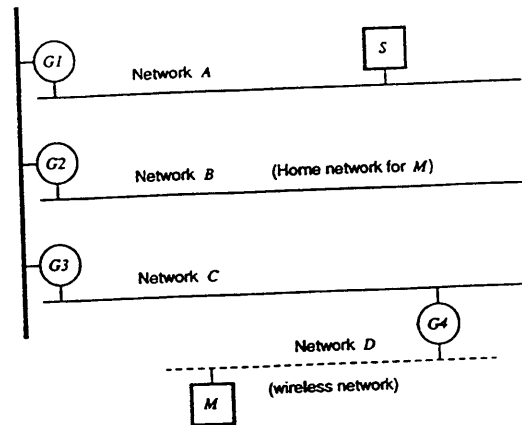 G1
S
Network A
G2
Network B (Home network for M)
G3
Network C
G4
Network D
(wireless network)
M